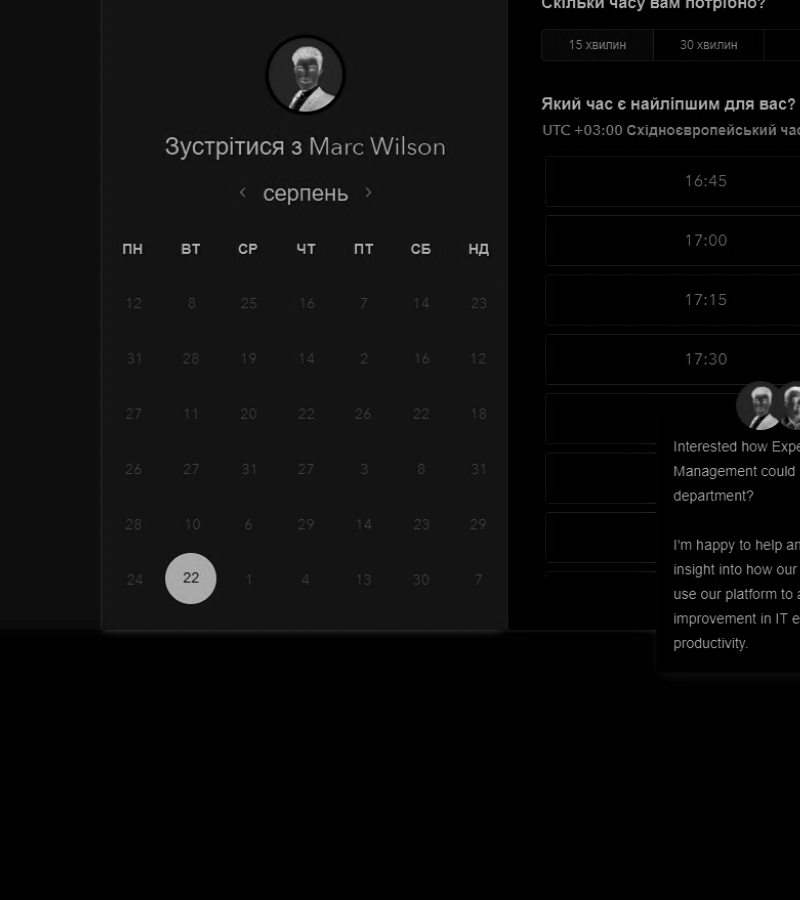 Зустрітися з Marc Wilson
серпень
ПН ВТ СР ЧТ ПТ СБ НД
12 8 25 16 7 14 23
31 28 19 14 2 16 12
27 11 20 22 26 22 18
26 27 31 27 3 8 31
28 10 6 29 14 23 29
24 22 1 4 13 30 7
Скільки часу вам потрібно?
15 хвилин 30 хвилин
Який час є найліпшим для вас?
UTC +03:00 Східноєвропейський час
16:45
17:00
17:15
17:30
Interested how
Management could
department?
I'm happy to help
insight into how our
use our platform to
improvement in IT
productivity.